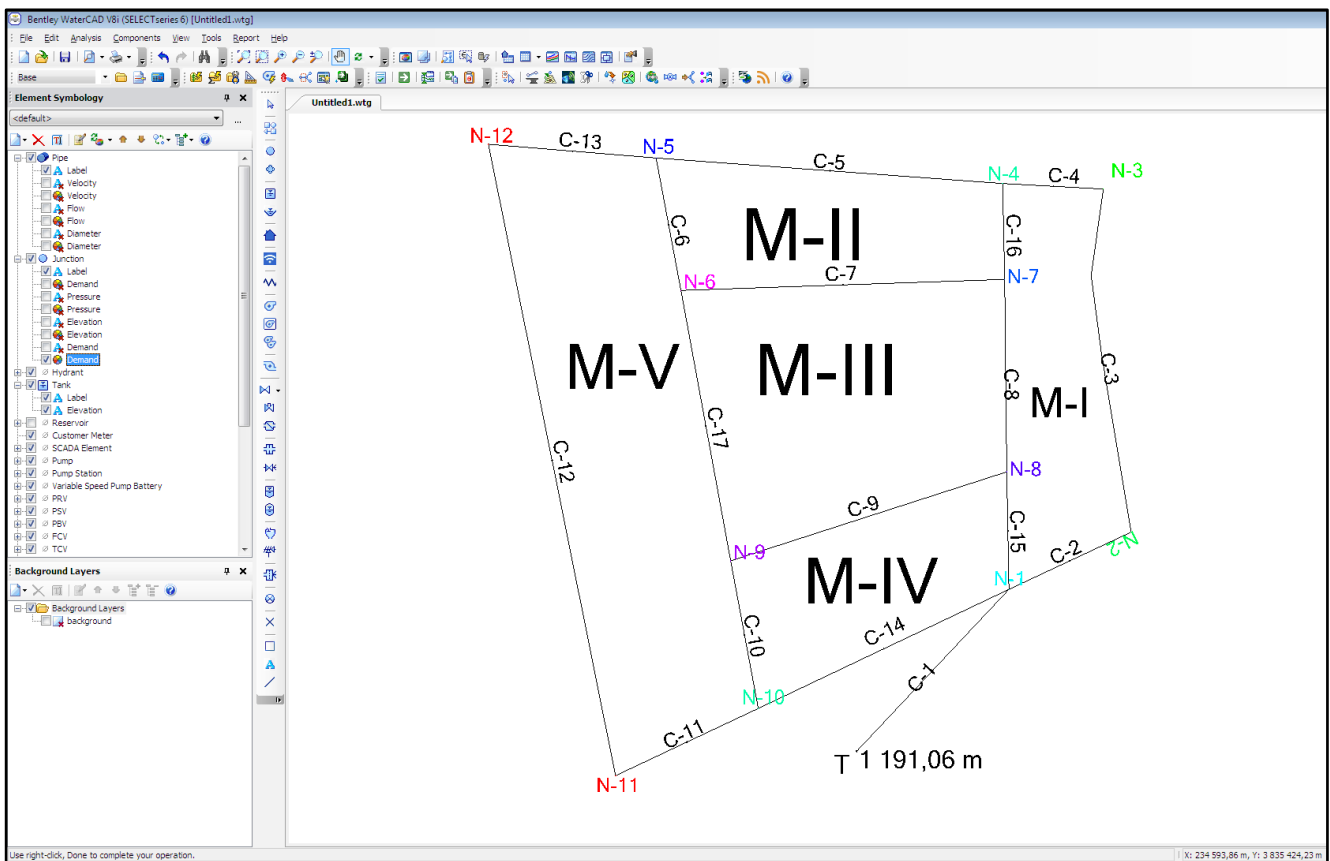 Bentley WaterCAD V8i (SELECTseries 6) [Untitled1.wtg]
File Edit Analysis Components View Tools Report Help
Base
Element Symbology
<default>
...
Pipe
Label
Velocity
Velocity
Flow
Flow
Diameter
Diameter
Junction
Label
Demand
Pressure
Pressure
Elevation
Elevation
Demand
Demand
Hydrant
Tank
Label
Elevation
Reservoir
Customer Meter
SCADA Element
Pump
Pump Station
Variable Speed Pump Battery
PRV
PSV
PBV
FCV
TCV
Background Layers
Background Layers
background
Untitled1.wtg
N-12
C-13
N-5
C-5
N-4
C-4
N-3
C-6
M-II
C-16
N-6
C-7
N-7
M-V
M-III
C-8
C-3
M-I
C-17
C-12
N-8
C-9
N-9
C-15
C-2
N-2
M-IV
N-1
C-10
C-14
N-10
C-1
C-11
T 1 191,06 m
N-11
Use right-click, Done to complete your operation.
X: 234 593,86 m, Y: 3 835 424,23 m